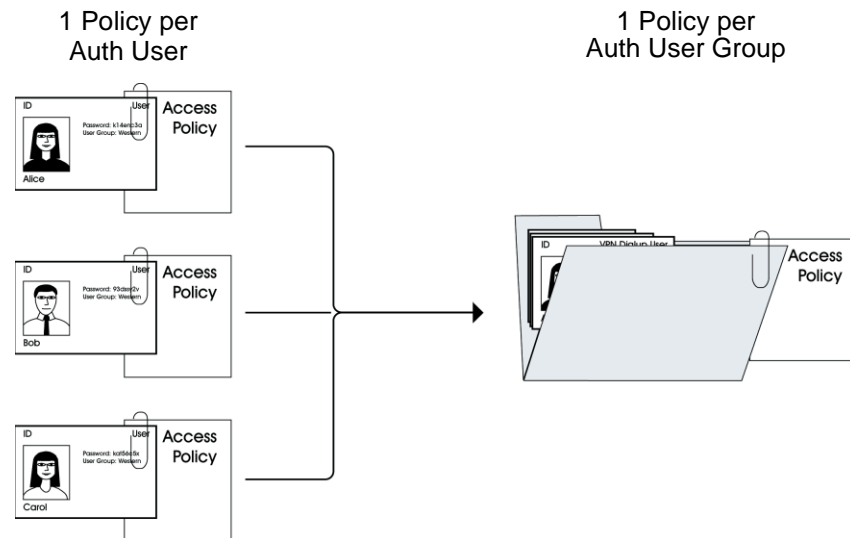 1 Policy per
Auth User
1 Policy per
Auth User Group
ID User
Access
Policy
User Group: Western
Alice
ID User
Access
Policy
User Group: Western
Bob
ID User
Access
Policy
User Group: Western
Carol
ID VPN Dialup User
Access
Policy